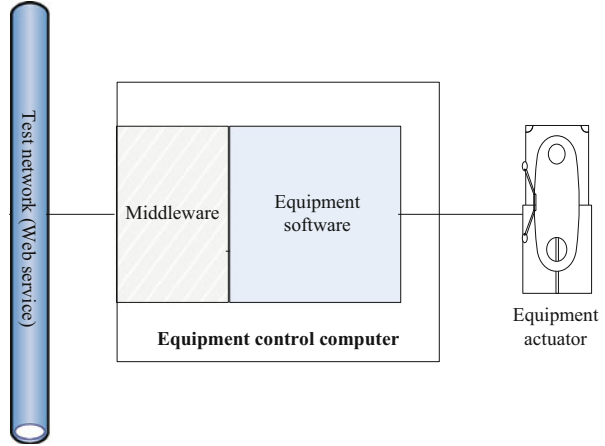 Test network (Web service)
Middleware
Equipment
software
Equipment control computer
Equipment
actuator